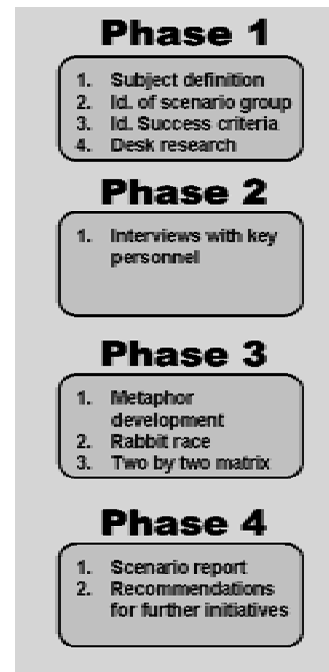 Phase 1
1. Subject definition
2. Id. of scenario group
3. Id. Success criteria
4. Desk research
Phase 2
1. Interviews with key
personnel
Phase 3
1. Metaphor
development
2. Rabbit race
3. Two by two matrix
Phase 4
1. Scenario report
2. Recommendations
for further initiatives